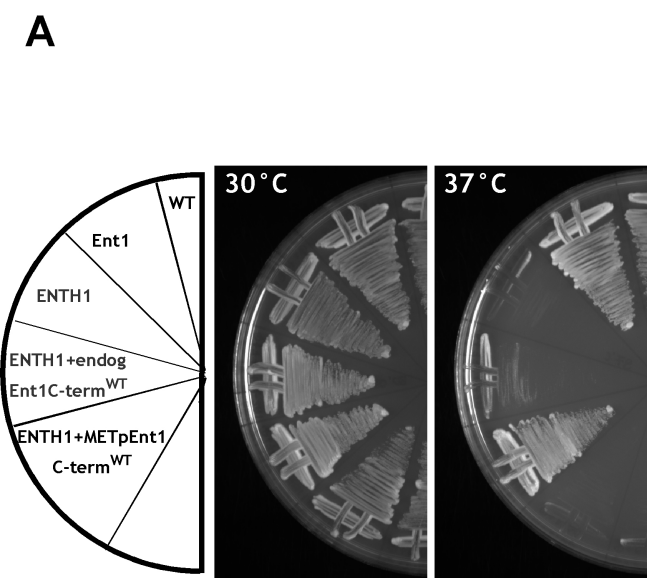 A
30°C
37°C
WT
Ent1
ENTH1
ENTH1+endog
Ent1C-termWT
ENTH1+METpEnt1
C-termWT